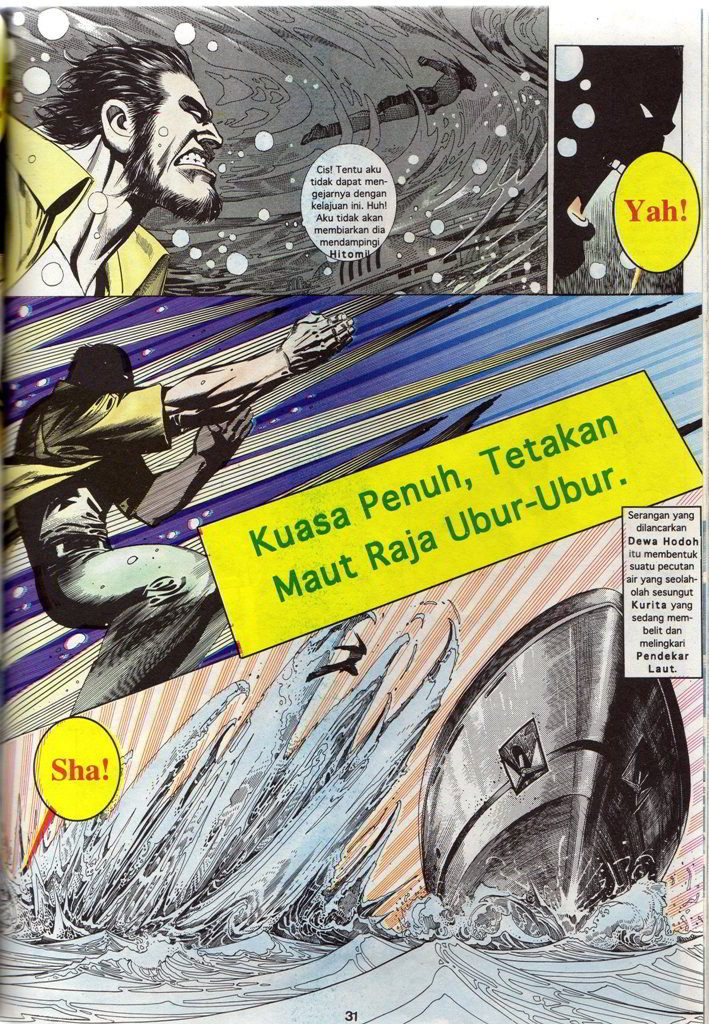 Cis! Tentu aku
tidak dapat men-
gejarnya dengan
kelajuan ini. Huh!
Aku tidak akan
membiarkan dia
mendampingi
Hitomi!
Yah!
Kuasa Penuh, Tetakan
Maut Raja Ubur-Ubur.
Serangan yang
dilancarkan
Dewa Hodoh
itu membentuk
suatu pecutan
air yang seolah-
olah sesungut
Kurita yang
sedang mem-
belit dan
melingkari
Pendekar
Laut.
Sha!
31